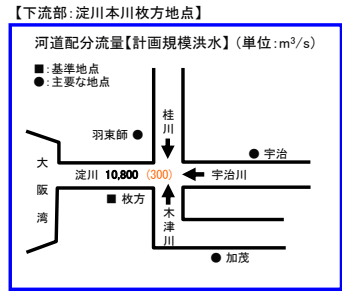 【下流部:淀川本川枚方地点】
河道配分流量【計画規模洪水】(単位:m³/s)
■:基準地点
●:主要な地点
桂川
羽束師 ●
● 宇治
大阪湾
淀川 10,800 (300)
宇治川
■ 枚方
木津川
● 加茂